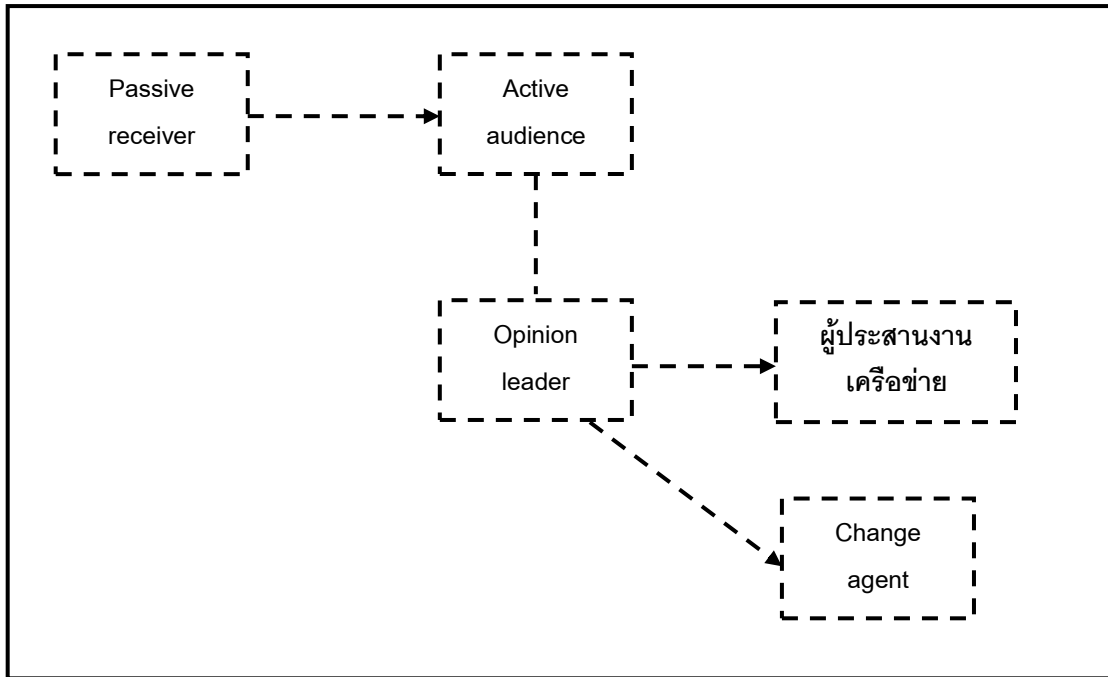 Passive
receiver
Active
audience
Opinion
leader
ผู้ประสานงาน
เครือข่าย
Change
agent